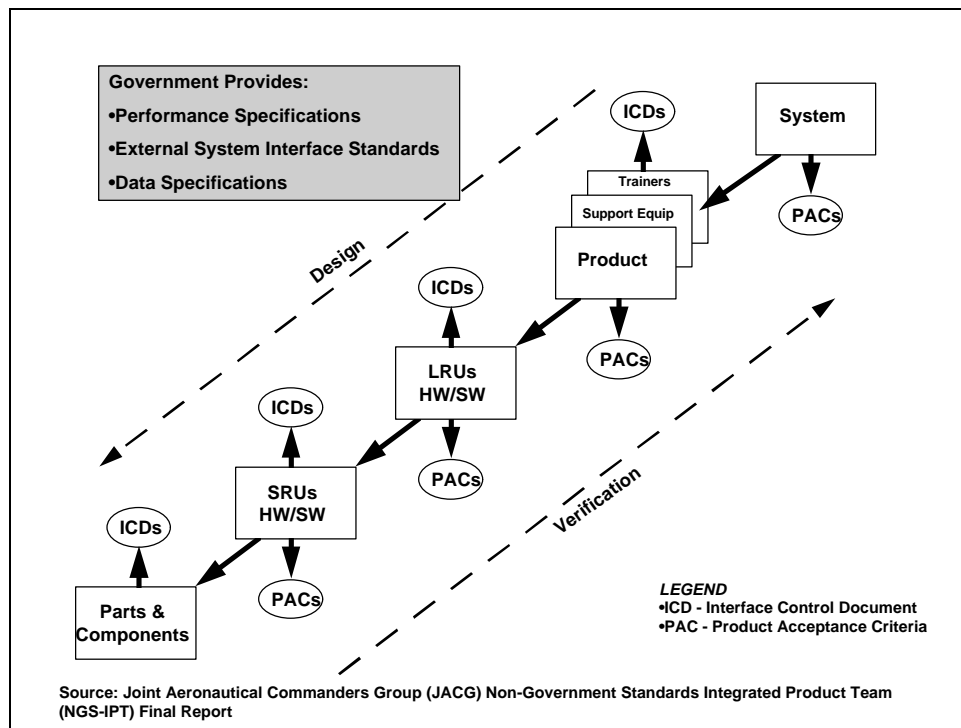 Government Provides:
•Performance Specifications
•External System Interface Standards
•Data Specifications
ICDs
System
Trainers
Support Equip
Product
PACs
Design
ICDs
PACs
LRUs
HW/SW
ICDs
PACs
SRUs
HW/SW
Verification
ICDs
PACs
Parts &
Components
LEGEND
•ICD - Interface Control Document
•PAC - Product Acceptance Criteria
Source: Joint Aeronautical Commanders Group (JACG) Non-Government Standards Integrated Product Team
(NGS-IPT) Final Report